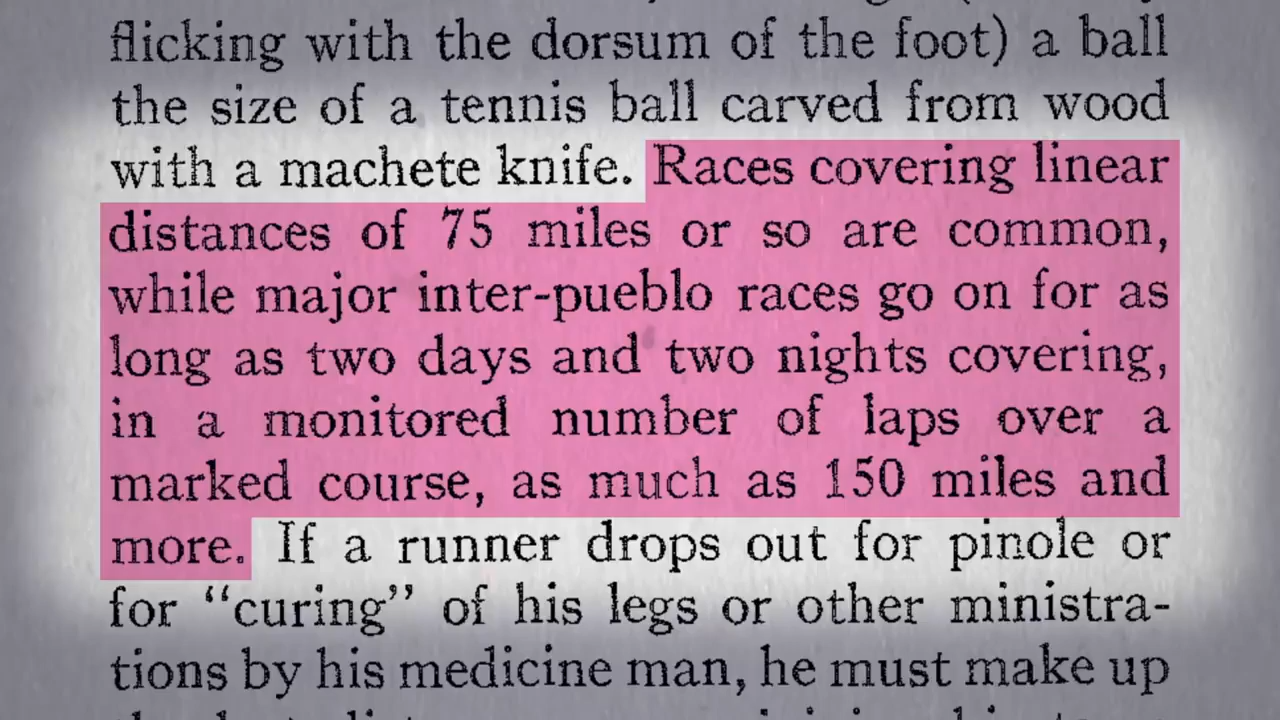 flicking with the dorsum of the foot) a ball
the size of a tennis ball carved from wood
with a machete knife. Races covering linear
distances of 75 miles or so are common,
while major inter-pueblo races go on for as
long as two days and two nights covering,
in a monitored number of laps over a
marked course, as much as 150 miles and
more. If a runner drops out for pinole or
for “curing” of his legs or other ministra-
tions by his medicine man, he must make up